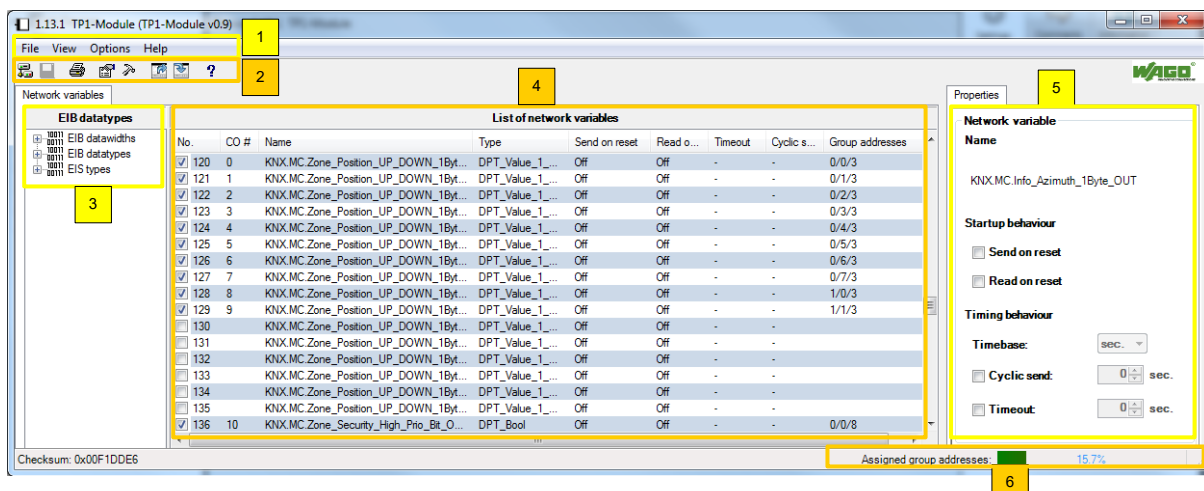 1.13.1 TP1-Module (TP1-Module v0.9)
1
File View Options Help
2
?
WAGO
Network variables
4
Properties
5
EIB datatypes
List of network variables
Network variable
EIB datawidths
EIB datatypes
EIS types
3
No. CO # Name Type Send on reset Read o... Timeout Cyclic s... Group addresses
120 0 KNX.MC.Zone_Position_UP_DOWN_1Byt... DPT_Value_1_... Off Off - - 0/0/3
121 1 KNX.MC.Zone_Position_UP_DOWN_1Byt... DPT_Value_1_... Off Off - - 0/1/3
122 2 KNX.MC.Zone_Position_UP_DOWN_1Byt... DPT_Value_1_... Off Off - - 0/2/3
123 3 KNX.MC.Zone_Position_UP_DOWN_1Byt... DPT_Value_1_... Off Off - - 0/3/3
124 4 KNX.MC.Zone_Position_UP_DOWN_1Byt... DPT_Value_1_... Off Off - - 0/4/3
125 5 KNX.MC.Zone_Position_UP_DOWN_1Byt... DPT_Value_1_... Off Off - - 0/5/3
126 6 KNX.MC.Zone_Position_UP_DOWN_1Byt... DPT_Value_1_... Off Off - - 0/6/3
127 7 KNX.MC.Zone_Position_UP_DOWN_1Byt... DPT_Value_1_... Off Off - - 0/7/3
128 8 KNX.MC.Zone_Position_UP_DOWN_1Byt... DPT_Value_1_... Off Off - - 1/0/3
129 9 KNX.MC.Zone_Position_UP_DOWN_1Byt... DPT_Value_1_... Off Off - - 1/1/3
130 KNX.MC.Zone_Position_UP_DOWN_1Byt... DPT_Value_1_... Off Off - -
131 KNX.MC.Zone_Position_UP_DOWN_1Byt... DPT_Value_1_... Off Off - -
132 KNX.MC.Zone_Position_UP_DOWN_1Byt... DPT_Value_1_... Off Off - -
133 KNX.MC.Zone_Position_UP_DOWN_1Byt... DPT_Value_1_... Off Off - -
134 KNX.MC.Zone_Position_UP_DOWN_1Byt... DPT_Value_1_... Off Off - -
135 KNX.MC.Zone_Position_UP_DOWN_1Byt... DPT_Value_1_... Off Off - -
136 10 KNX.MC.Zone_Security_High_Prio_Bit_O... DPT_Bool Off Off - - 0/0/8
Name
KNX.MC.Info_Azimuth_1Byte_OUT
Startup behaviour
Send on reset
Read on reset
Timing behaviour
Timebase: sec.
Cyclic send: 0 sec.
Timeout: 0 sec.
Checksum: 0x00F1DDE6
Assigned group addresses: 15.7%
6